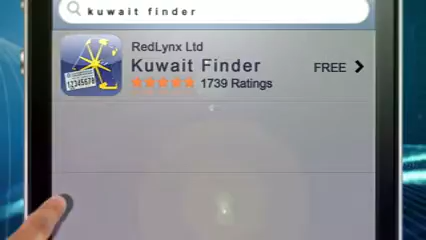 kuwait finder
RedLynx Ltd
Kuwait Finder
FREE
1739 Ratings
12345678